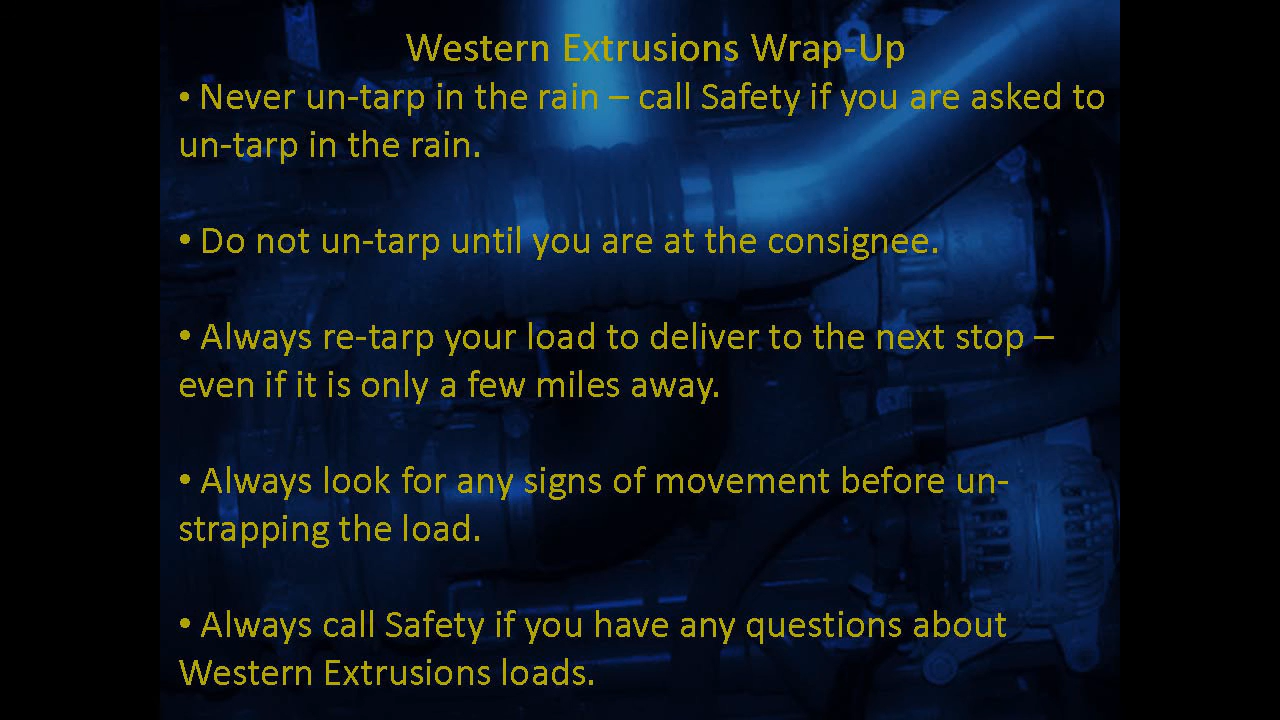 Western Extrusions Wrap-Up
• Never un-tarp in the rain – call Safety if you are asked to
un-tarp in the rain.
• Do not un-tarp until you are at the consignee.
• Always re-tarp your load to deliver to the next stop –
even if it is only a few miles away.
• Always look for any signs of movement before un-
strapping the load.
• Always call Safety if you have any questions about
Western Extrusions loads.